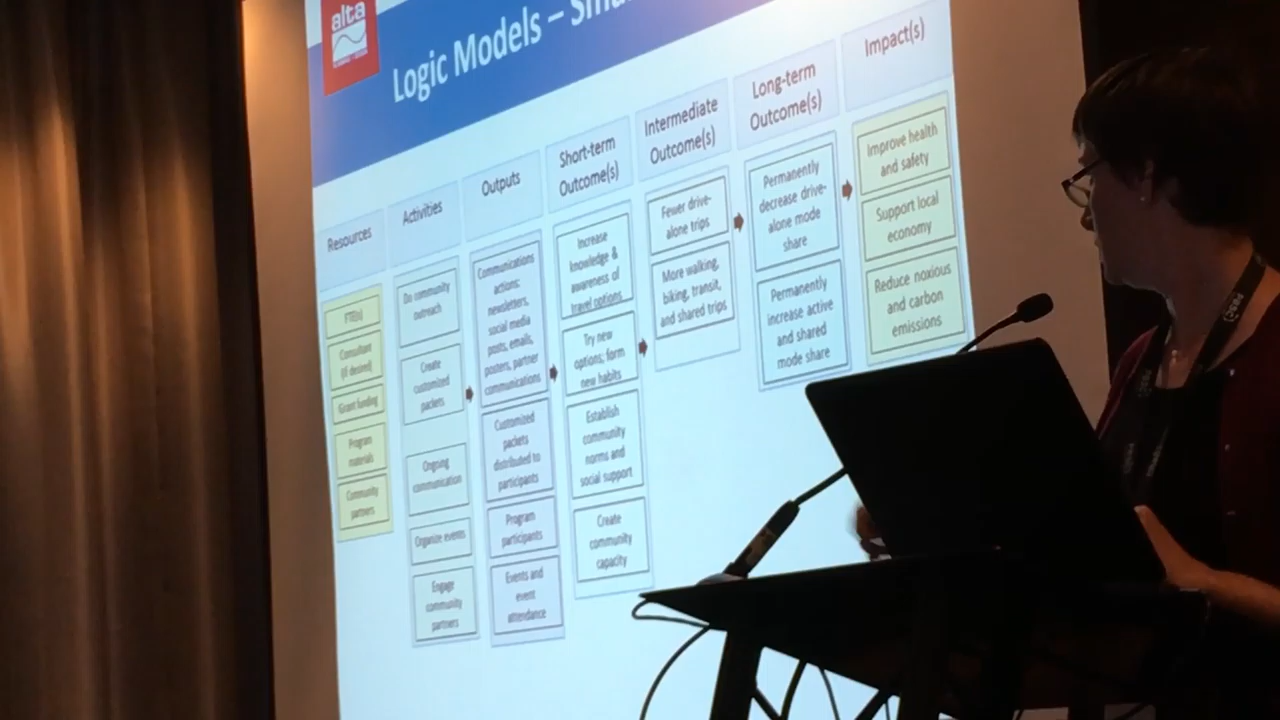 alta
Logic Models – Sma
Resources
FTE(s)
Consultant
(if desired)
Grant funding
Program
materials
Community
partners
Activities
Do community
outreach
Create
customized
packets
Ongoing
communication
Organize events
Engage
community
partners
Outputs
Communications
actions:
newsletters,
social media
posts, emails,
posters, partner
communications
Customized
packets
distributed to
participants
Program
participants
Events and
event
attendance
Short-term
Outcome(s)
Increase
knowledge &
awareness of
travel options
Try new
options; form
new habits
Establish
community
norms and
social support
Create
community
capacity
Intermediate
Outcome(s)
Fewer drive-
alone trips
More walking,
biking, transit,
and shared trips
Long-term
Outcome(s)
Permanently
decrease drive-
alone mode
share
Permanently
increase active
and shared
mode share
Impact(s)
Improve health
and safety
Support local
economy
Reduce noxious
and carbon
emissions